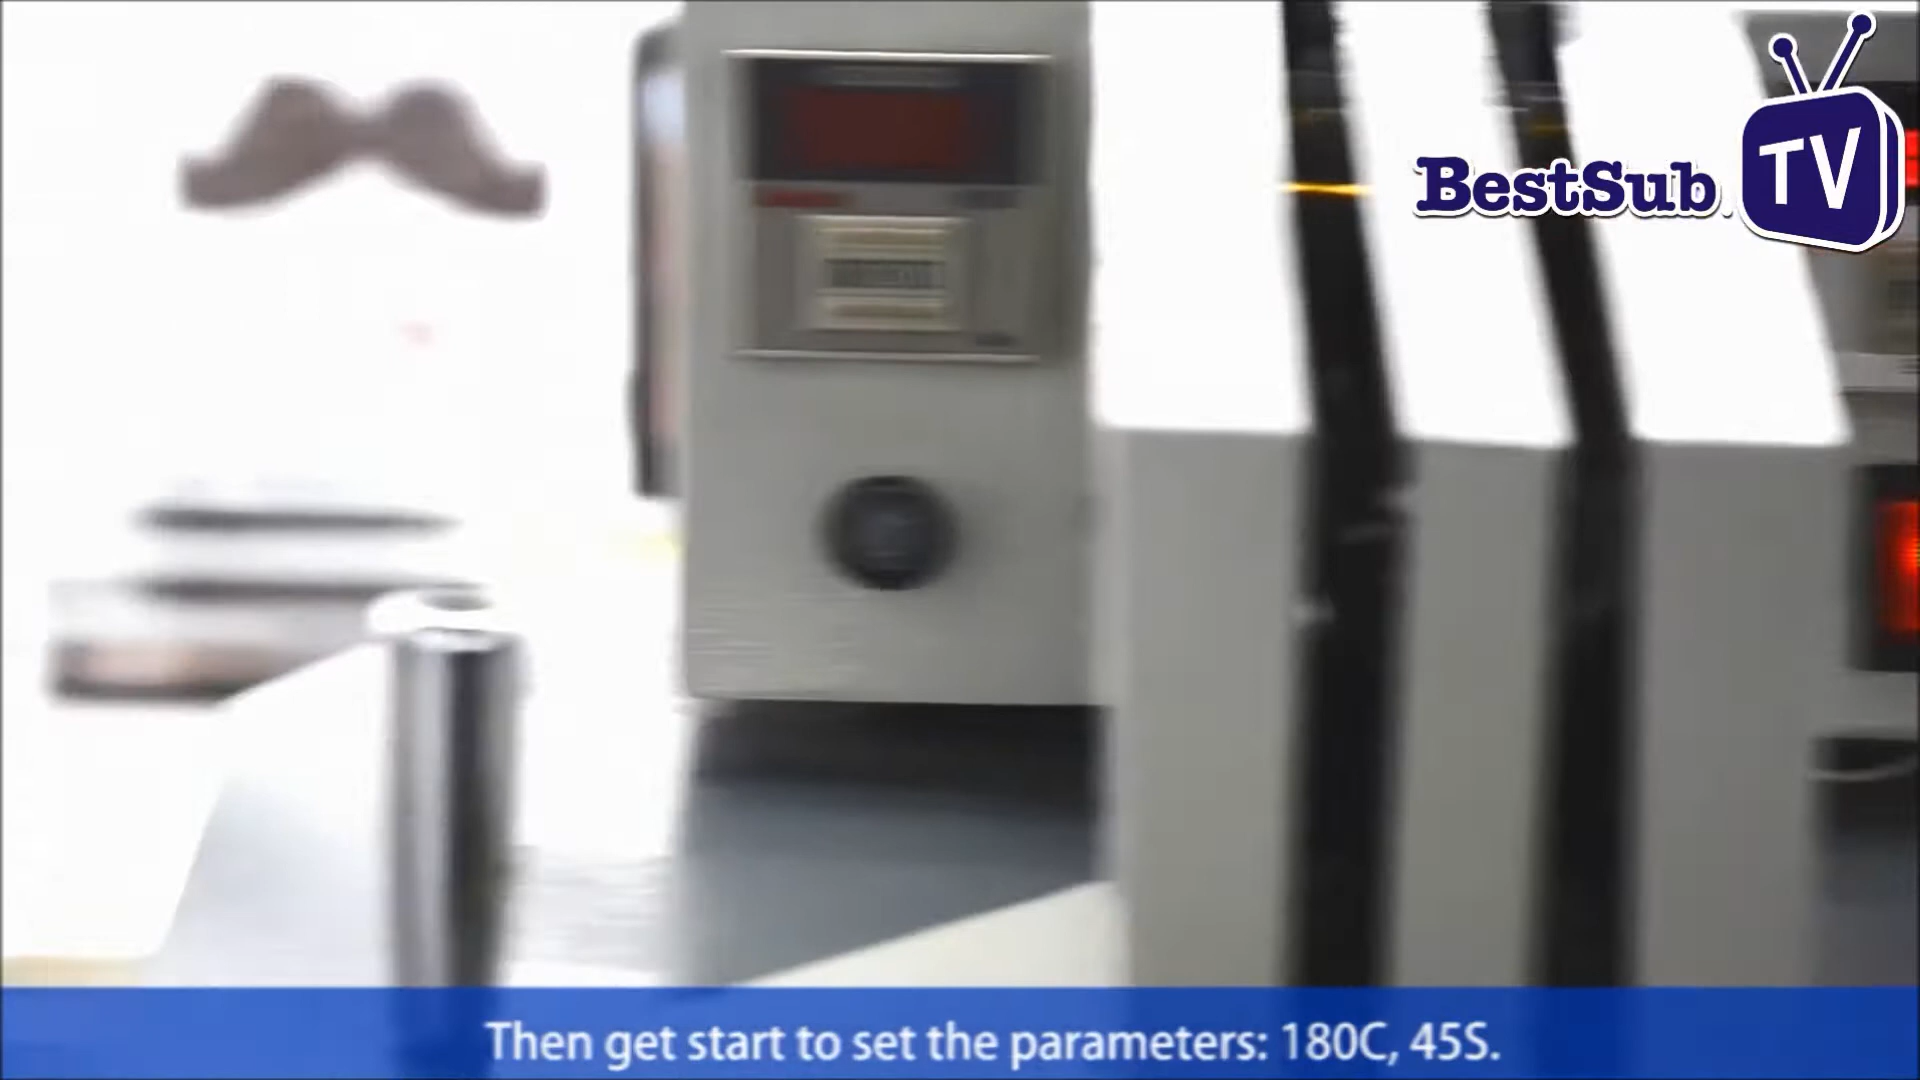 BestSub TV
Then get start to set the parameters: 180C, 45S.